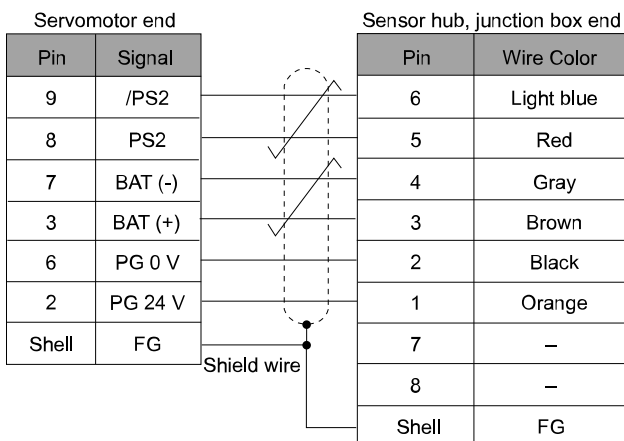 Servomotor end
Pin Signal
9 /PS2
8 PS2
7 BAT (-)
3 BAT (+)
6 PG 0 V
2 PG 24 V
Shell FG
Shield wire
Sensor hub, junction box end
Pin Wire Color
6 Light blue
5 Red
4 Gray
3 Brown
2 Black
1 Orange
7 –
8 –
Shell FG